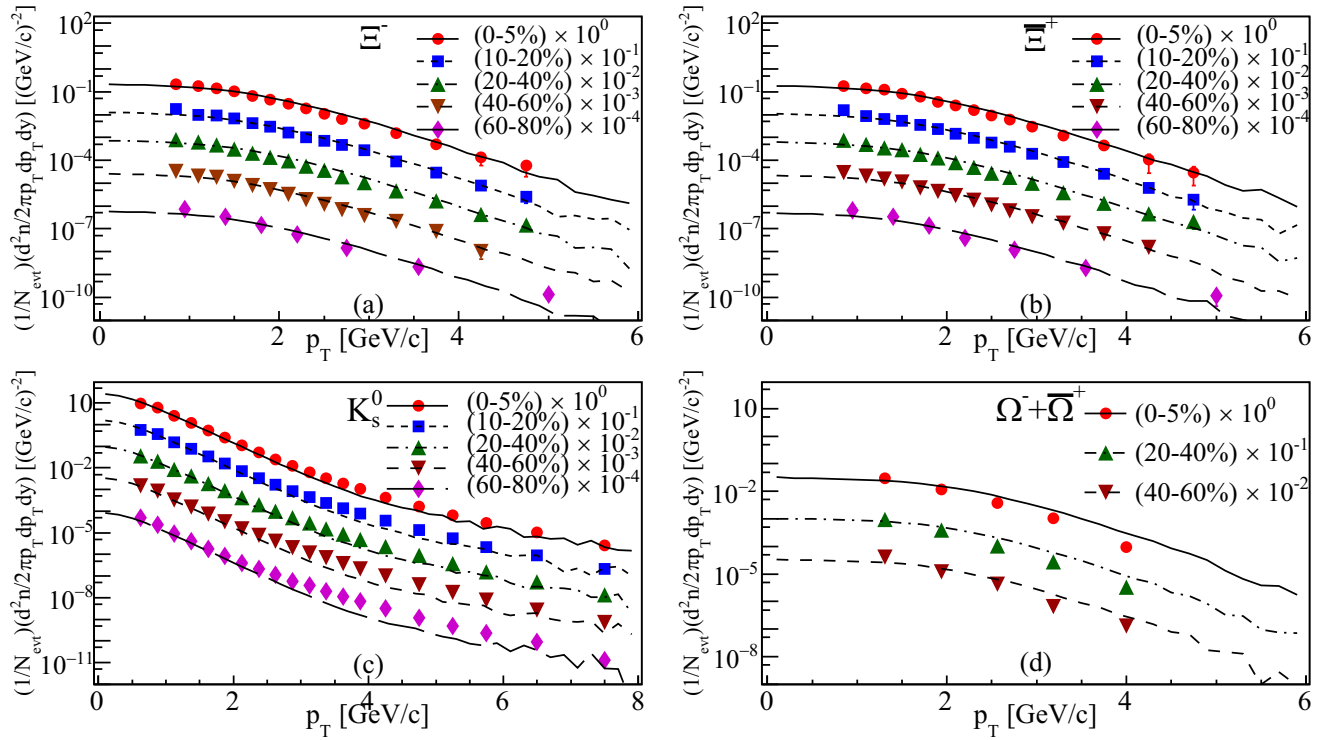 (1/N_evt)(d²n/2πp_T dp_T dy) [(GeV/c)⁻²]
10²
10⁻¹
10⁻⁴
10⁻⁷
10⁻¹⁰
Ξ⁻
(0-5%) × 10⁰
(10-20%) × 10⁻¹
(20-40%) × 10⁻²
(40-60%) × 10⁻³
(60-80%) × 10⁻⁴
(a)
0 2 4 6
p_T [GeV/c]
(1/N_evt)(d²n/2πp_T dp_T dy) [(GeV/c)⁻²]
10²
10⁻¹
10⁻⁴
10⁻⁷
10⁻¹⁰
Ξ̅⁺
(0-5%) × 10⁰
(10-20%) × 10⁻¹
(20-40%) × 10⁻²
(40-60%) × 10⁻³
(60-80%) × 10⁻⁴
(b)
0 2 4 6
p_T [GeV/c]
(1/N_evt)(d²n/2πp_T dp_T dy) [(GeV/c)⁻²]
10
10⁻²
10⁻⁵
10⁻⁸
10⁻¹¹
K⁰_s
(0-5%) × 10⁰
(10-20%) × 10⁻¹
(20-40%) × 10⁻²
(40-60%) × 10⁻³
(60-80%) × 10⁻⁴
(c)
0 2 4 6 8
p_T [GeV/c]
(1/N_evt)(d²n/2πp_T dp_T dy) [(GeV/c)⁻²]
10
10⁻²
10⁻⁵
10⁻⁸
Ω⁻+Ω̅⁺
(0-5%) × 10⁰
(20-40%) × 10⁻¹
(40-60%) × 10⁻²
(d)
0 2 4 6
p_T [GeV/c]